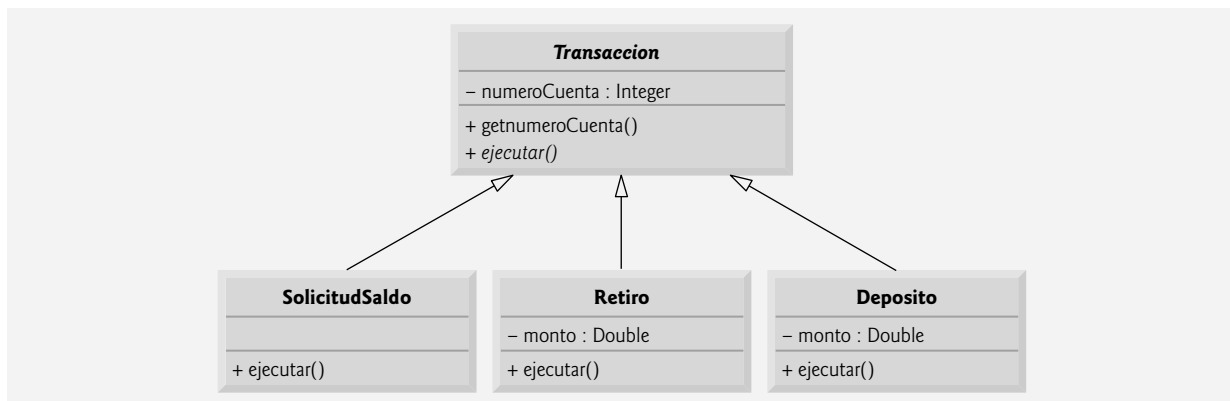 Transaccion
– numeroCuenta : Integer
+ getnumeroCuenta()
+ ejecutar()
SolicitudSaldo
+ ejecutar()
Retiro
– monto : Double
+ ejecutar()
Deposito
– monto : Double
+ ejecutar()